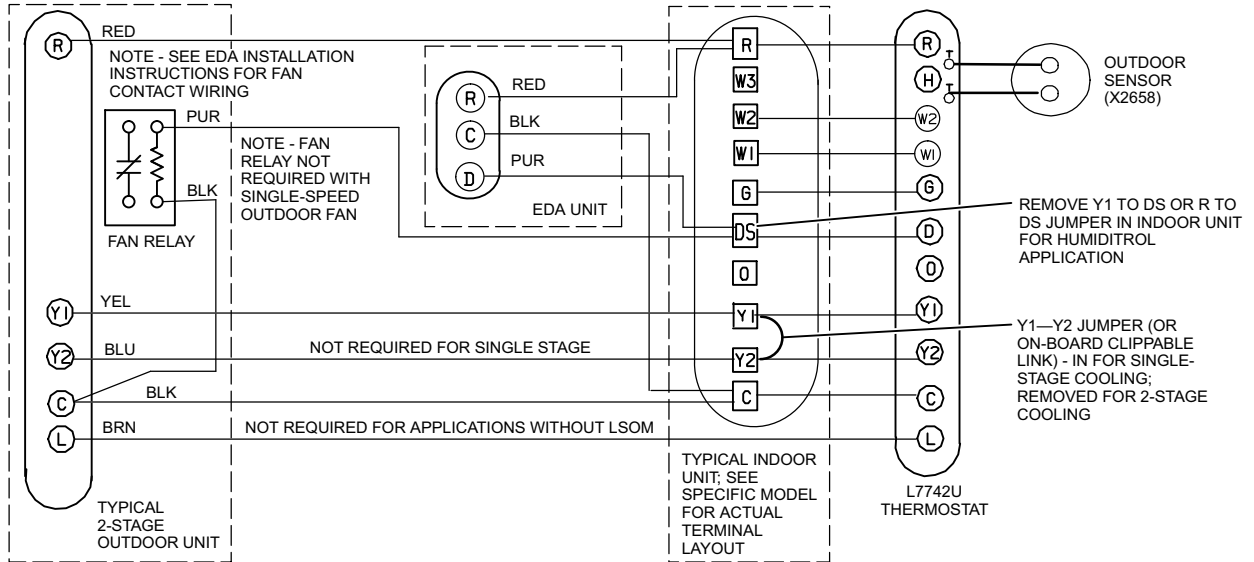 R
RED
NOTE - SEE EDA INSTALLATION
INSTRUCTIONS FOR FAN
CONTACT WIRING
PUR
BLK
FAN RELAY
NOTE - FAN
RELAY NOT
REQUIRED WITH
SINGLE-SPEED
OUTDOOR FAN
Y1
YEL
Y2
BLU
NOT REQUIRED FOR SINGLE STAGE
C
BLK
L
BRN
NOT REQUIRED FOR APPLICATIONS WITHOUT LSOM
TYPICAL
2-STAGE
OUTDOOR UNIT
R
RED
C
BLK
D
PUR
EDA UNIT
R
W3
W2
W1
G
DS
O
Y1
Y2
C
TYPICAL INDOOR
UNIT; SEE
SPECIFIC MODEL
FOR ACTUAL
TERMINAL
LAYOUT
R
H
W2
W1
G
D
O
Y1
Y2
C
L
L7742U
THERMOSTAT
T
T
OUTDOOR
SENSOR
(X2658)
REMOVE Y1 TO DS OR R TO
DS JUMPER IN INDOOR UNIT
FOR HUMIDITROL
APPLICATION
Y1—Y2 JUMPER (OR
ON-BOARD CLIPPABLE
LINK) - IN FOR SINGLE-
STAGE COOLING;
REMOVED FOR 2-STAGE
COOLING